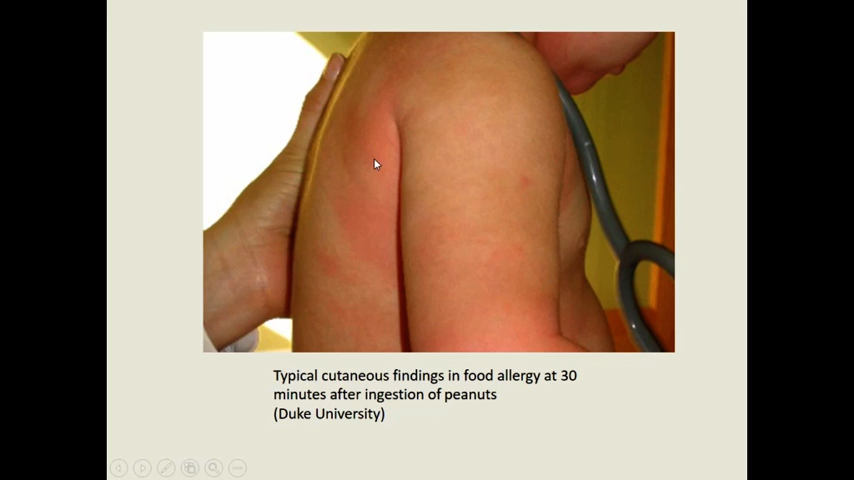 Typical cutaneous findings in food allergy at 30
minutes after ingestion of peanuts
(Duke University)